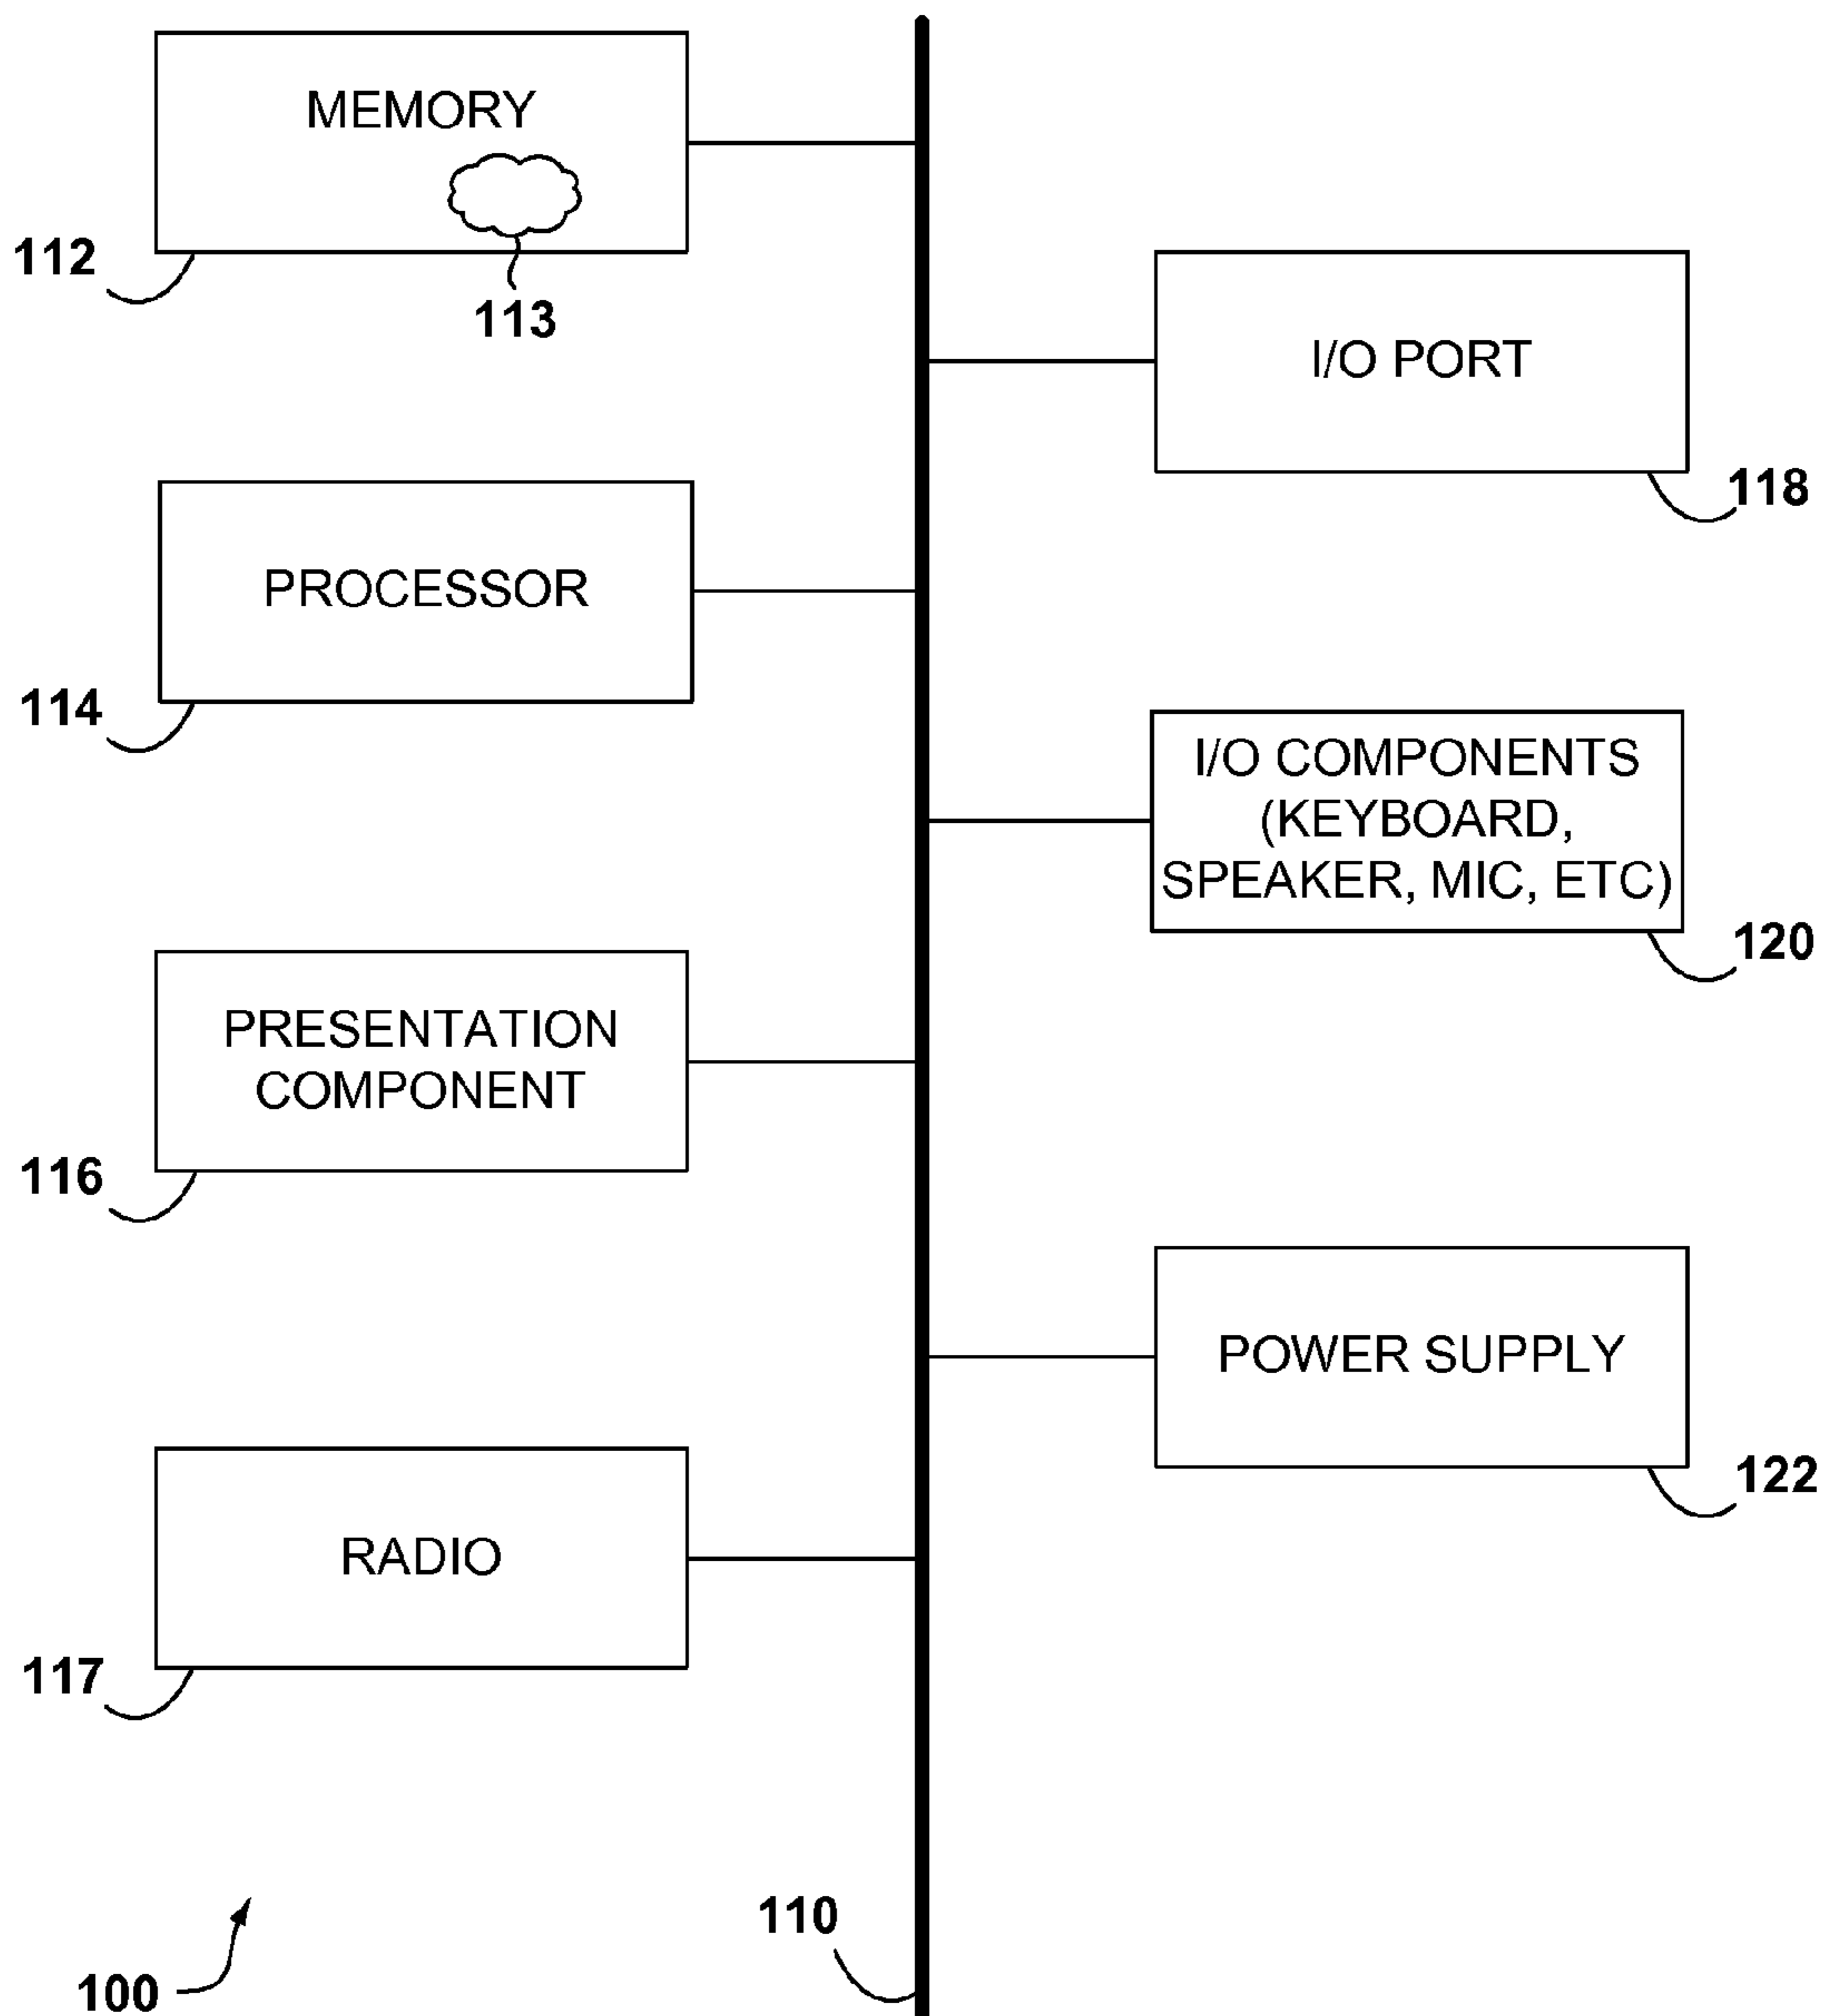 MEMORY
112
113
I/O PORT
118
PROCESSOR
114
I/O COMPONENTS
(KEYBOARD,
SPEAKER, MIC, ETC)
120
PRESENTATION
COMPONENT
116
POWER SUPPLY
122
RADIO
117
110
100